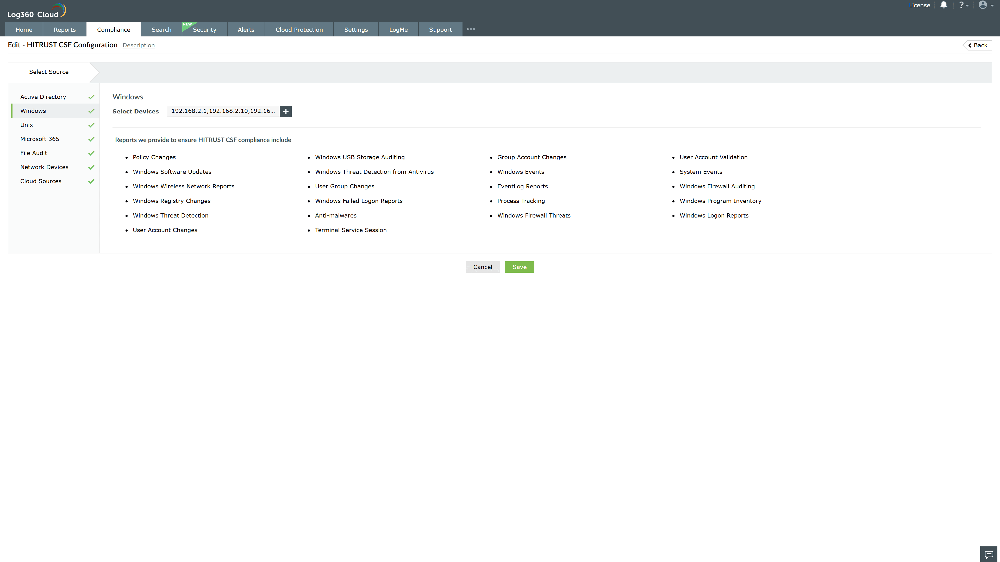 Log360 Cloud
License
?
Home Reports Compliance Search NEW Security Alerts Cloud Protection Settings LogMe Support •••
Edit - HITRUST CSF Configuration Description
Back
Select Source
Active Directory
Windows
Unix
Microsoft 365
File Audit
Network Devices
Cloud Sources
Windows
Select Devices 192.168.2.1,192.168.2.10,192.16... +
Reports we provide to ensure HITRUST CSF compliance include
• Policy Changes • Windows USB Storage Auditing • Group Account Changes • User Account Validation
• Windows Software Updates • Windows Threat Detection from Antivirus • Windows Events • System Events
• Windows Wireless Network Reports • User Group Changes • EventLog Reports • Windows Firewall Auditing
• Windows Registry Changes • Windows Failed Logon Reports • Process Tracking • Windows Program Inventory
• Windows Threat Detection • Anti-malwares • Windows Firewall Threats • Windows Logon Reports
• User Account Changes • Terminal Service Session
Cancel Save